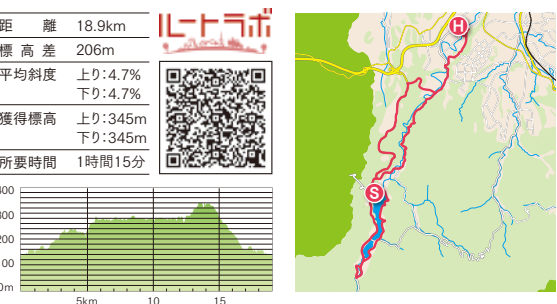 距離 18.9km
標高差 206m
平均斜度 上り:4.7%
下り:4.7%
獲得標高 上り:345m
下り:345m
所要時間 1時間15分
ルートラボ
400
300
200
100
0m
5km 10 15
H
S